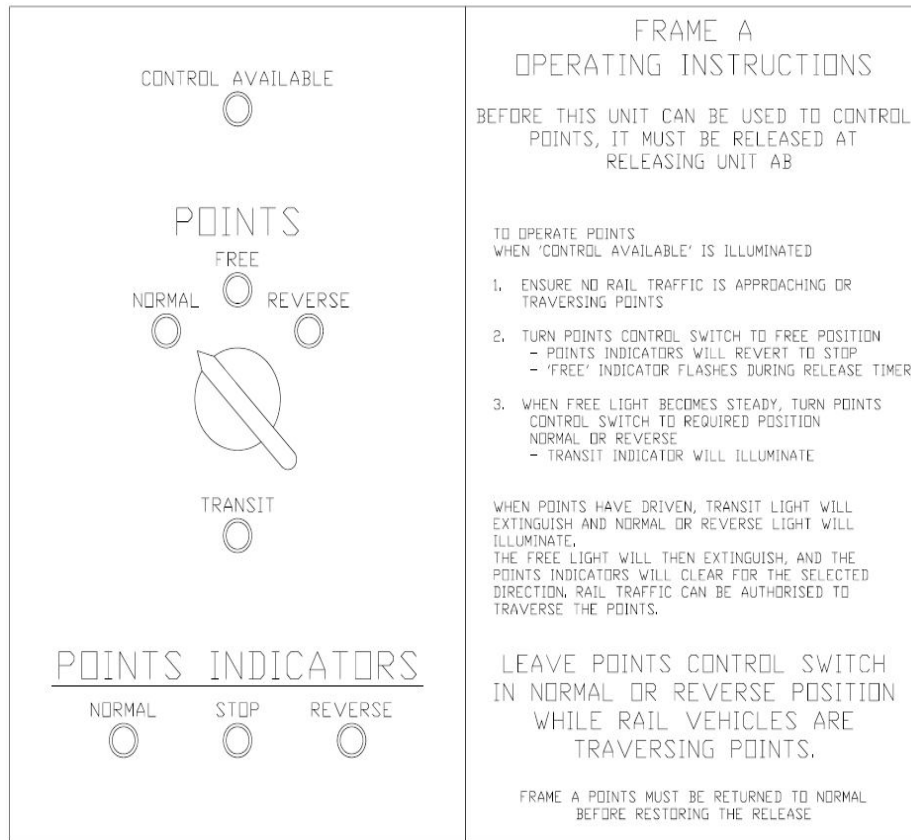 CONTROL AVAILABLE
POINTS
FREE
NORMAL
REVERSE
TRANSIT
POINTS INDICATORS
NORMAL
STOP
REVERSE
FRAME A
OPERATING INSTRUCTIONS
BEFORE THIS UNIT CAN BE USED TO CONTROL
POINTS, IT MUST BE RELEASED AT
RELEASING UNIT AB
TO OPERATE POINTS
WHEN 'CONTROL AVAILABLE' IS ILLUMINATED
1. ENSURE NO RAIL TRAFFIC IS APPROACHING OR
TRAVERSING POINTS
2. TURN POINTS CONTROL SWITCH TO FREE POSITION
- POINTS INDICATORS WILL REVERT TO STOP
- 'FREE' INDICATOR FLASHES DURING RELEASE TIMER
3. WHEN FREE LIGHT BECOMES STEADY, TURN POINTS
CONTROL SWITCH TO REQUIRED POSITION
NORMAL OR REVERSE
- TRANSIT INDICATOR WILL ILLUMINATE
WHEN POINTS HAVE DRIVEN, TRANSIT LIGHT WILL
EXTINGUISH AND NORMAL OR REVERSE LIGHT WILL
ILLUMINATE.
THE FREE LIGHT WILL THEN EXTINGUISH, AND THE
POINTS INDICATORS WILL CLEAR FOR THE SELECTED
DIRECTION. RAIL TRAFFIC CAN BE AUTHORISED TO
TRAVERSE THE POINTS.
LEAVE POINTS CONTROL SWITCH
IN NORMAL OR REVERSE POSITION
WHILE RAIL VEHICLES ARE
TRAVERSING POINTS.
FRAME A POINTS MUST BE RETURNED TO NORMAL
BEFORE RESTORING THE RELEASE